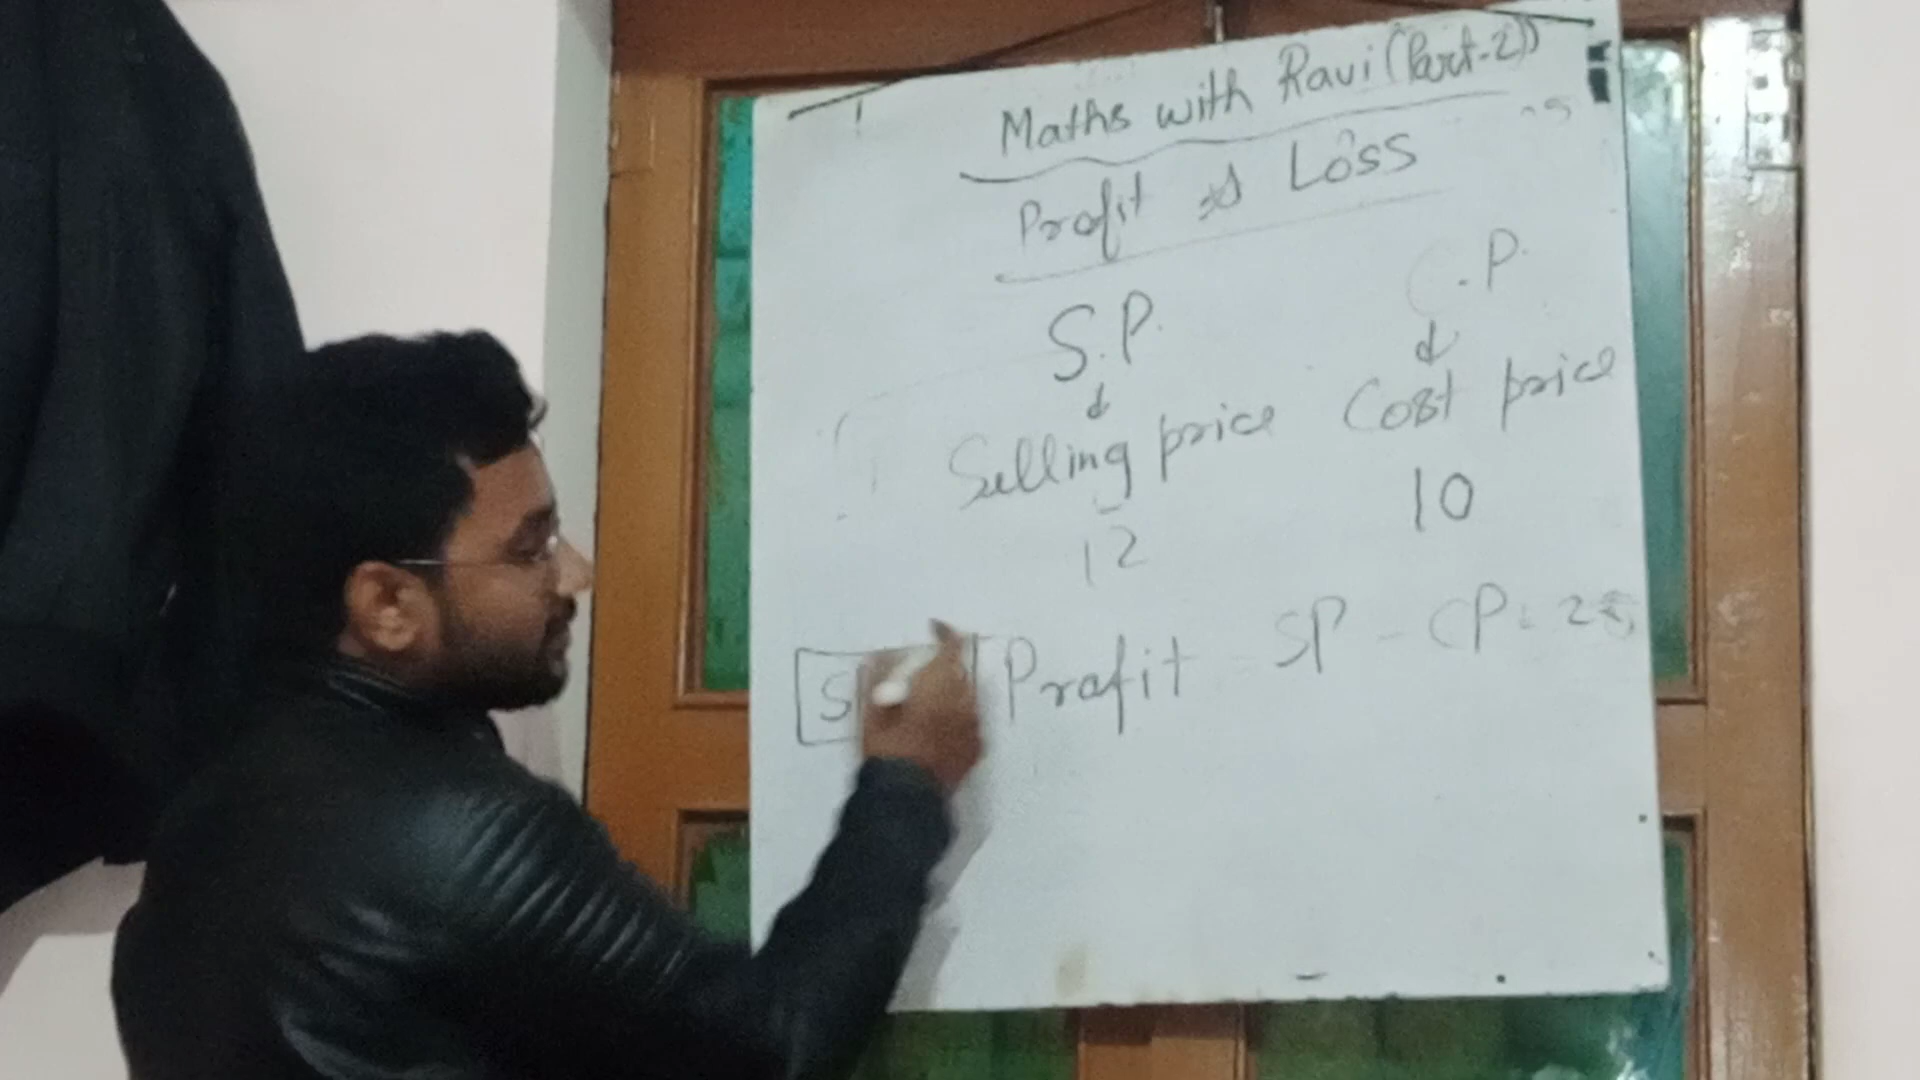 Maths with Ravi (Part-2)
Profit & Loss
S.P. C.P.
Selling price Cost price
12 10
Profit = SP - CP = 2